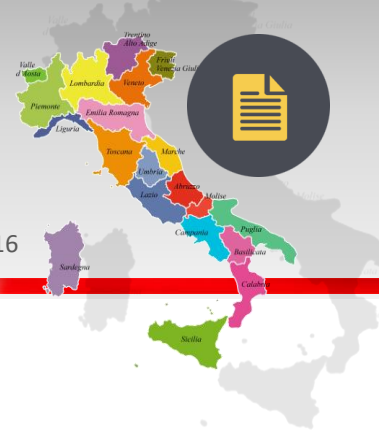 Trentino
Alto Adige
Valle
d'Aosta
Friuli
Venezia Giuli
Lombardia
Veneto
Piemonte
Emilia Romagna
Liguria
Toscana
Marche
Umbria
Abruzzo
Lazio
Molise
Puglia
Campania
16
Basilicata
Sardegna
Calabria
Sicilia